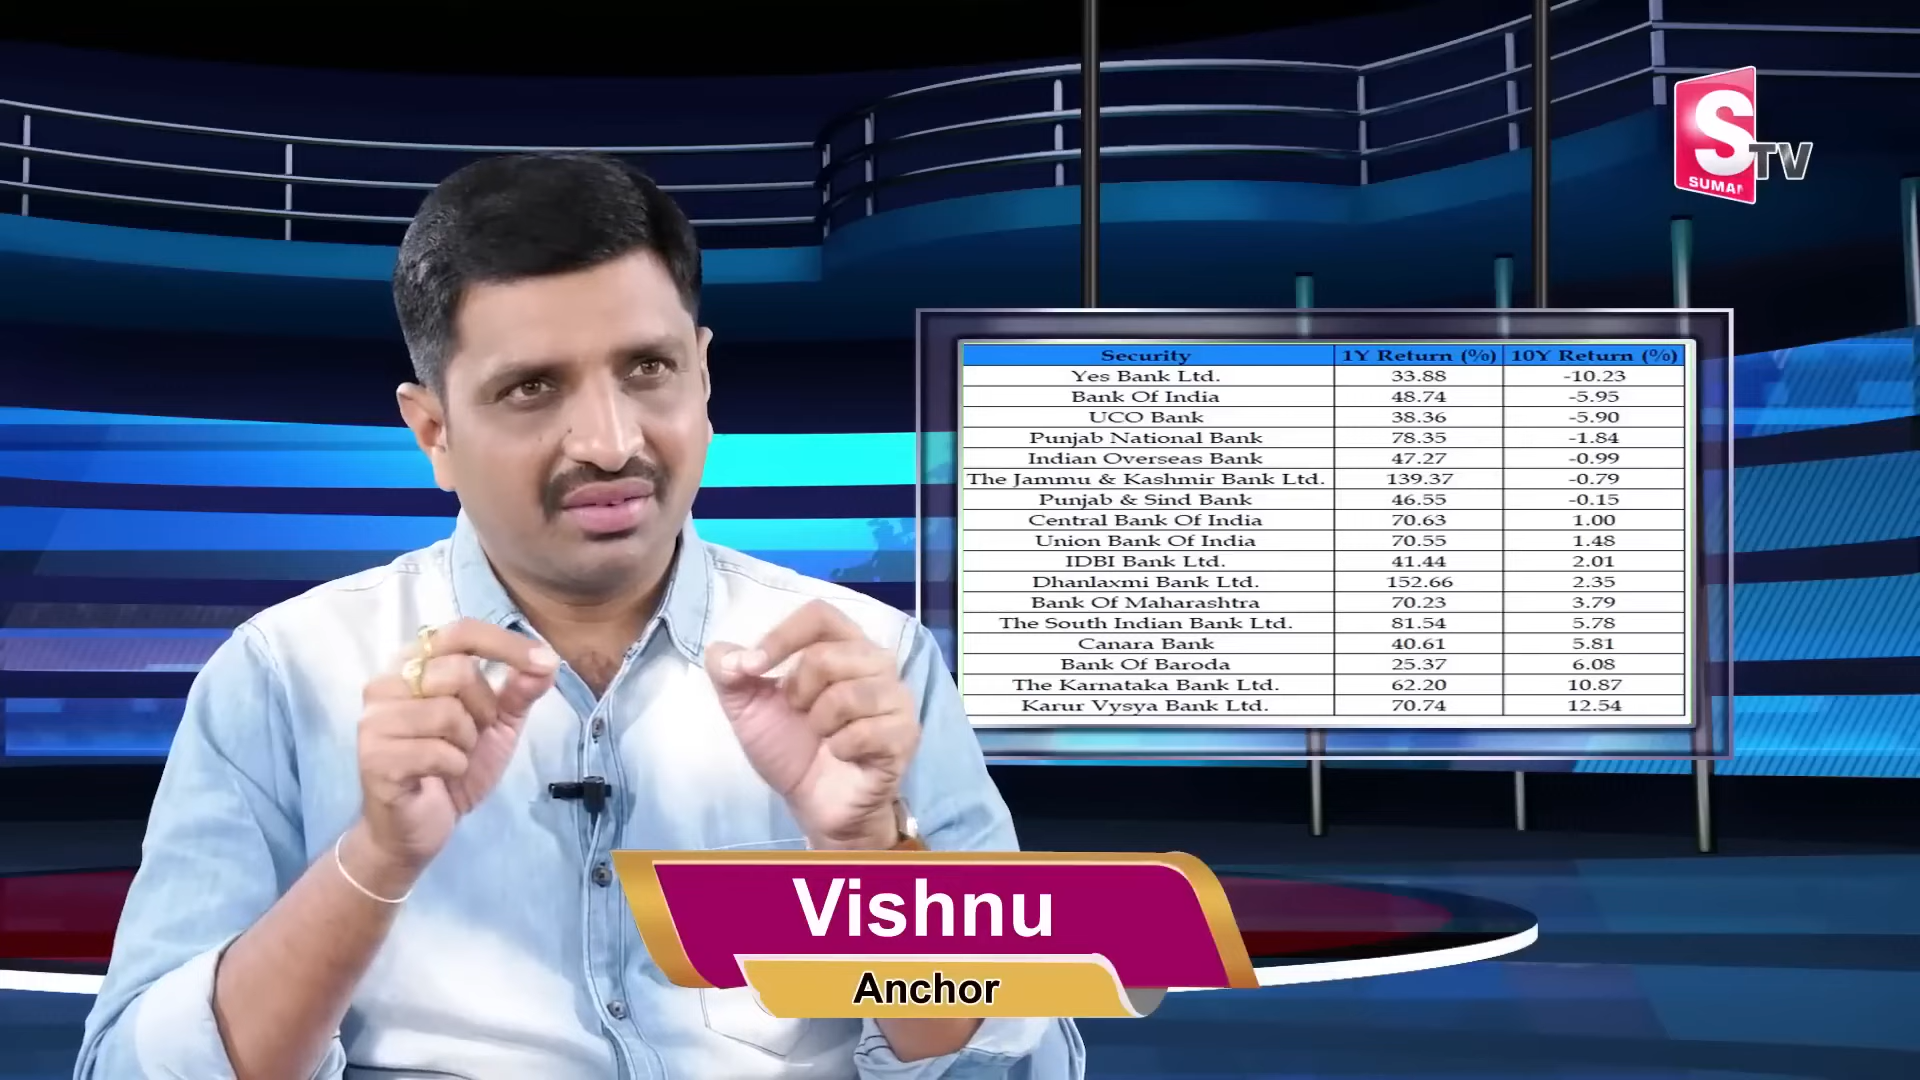 S TV
SUMAN
Security 1Y Return (%) 10Y Return (%)
Yes Bank Ltd. 33.88 -10.23
Bank Of India 48.74 -5.95
UCO Bank 38.36 -5.90
Punjab National Bank 78.35 -1.84
Indian Overseas Bank 47.27 -0.99
The Jammu & Kashmir Bank Ltd. 139.37 -0.79
Punjab & Sind Bank 46.55 -0.15
Central Bank Of India 70.63 1.00
Union Bank Of India 70.55 1.48
IDBI Bank Ltd. 41.44 2.01
Dhanlaxmi Bank Ltd. 152.66 2.35
Bank Of Maharashtra 70.23 3.79
The South Indian Bank Ltd. 81.54 5.78
Canara Bank 40.61 5.81
Bank Of Baroda 25.37 6.08
The Karnataka Bank Ltd. 62.20 10.87
Karur Vysya Bank Ltd. 70.74 12.54
Vishnu
Anchor